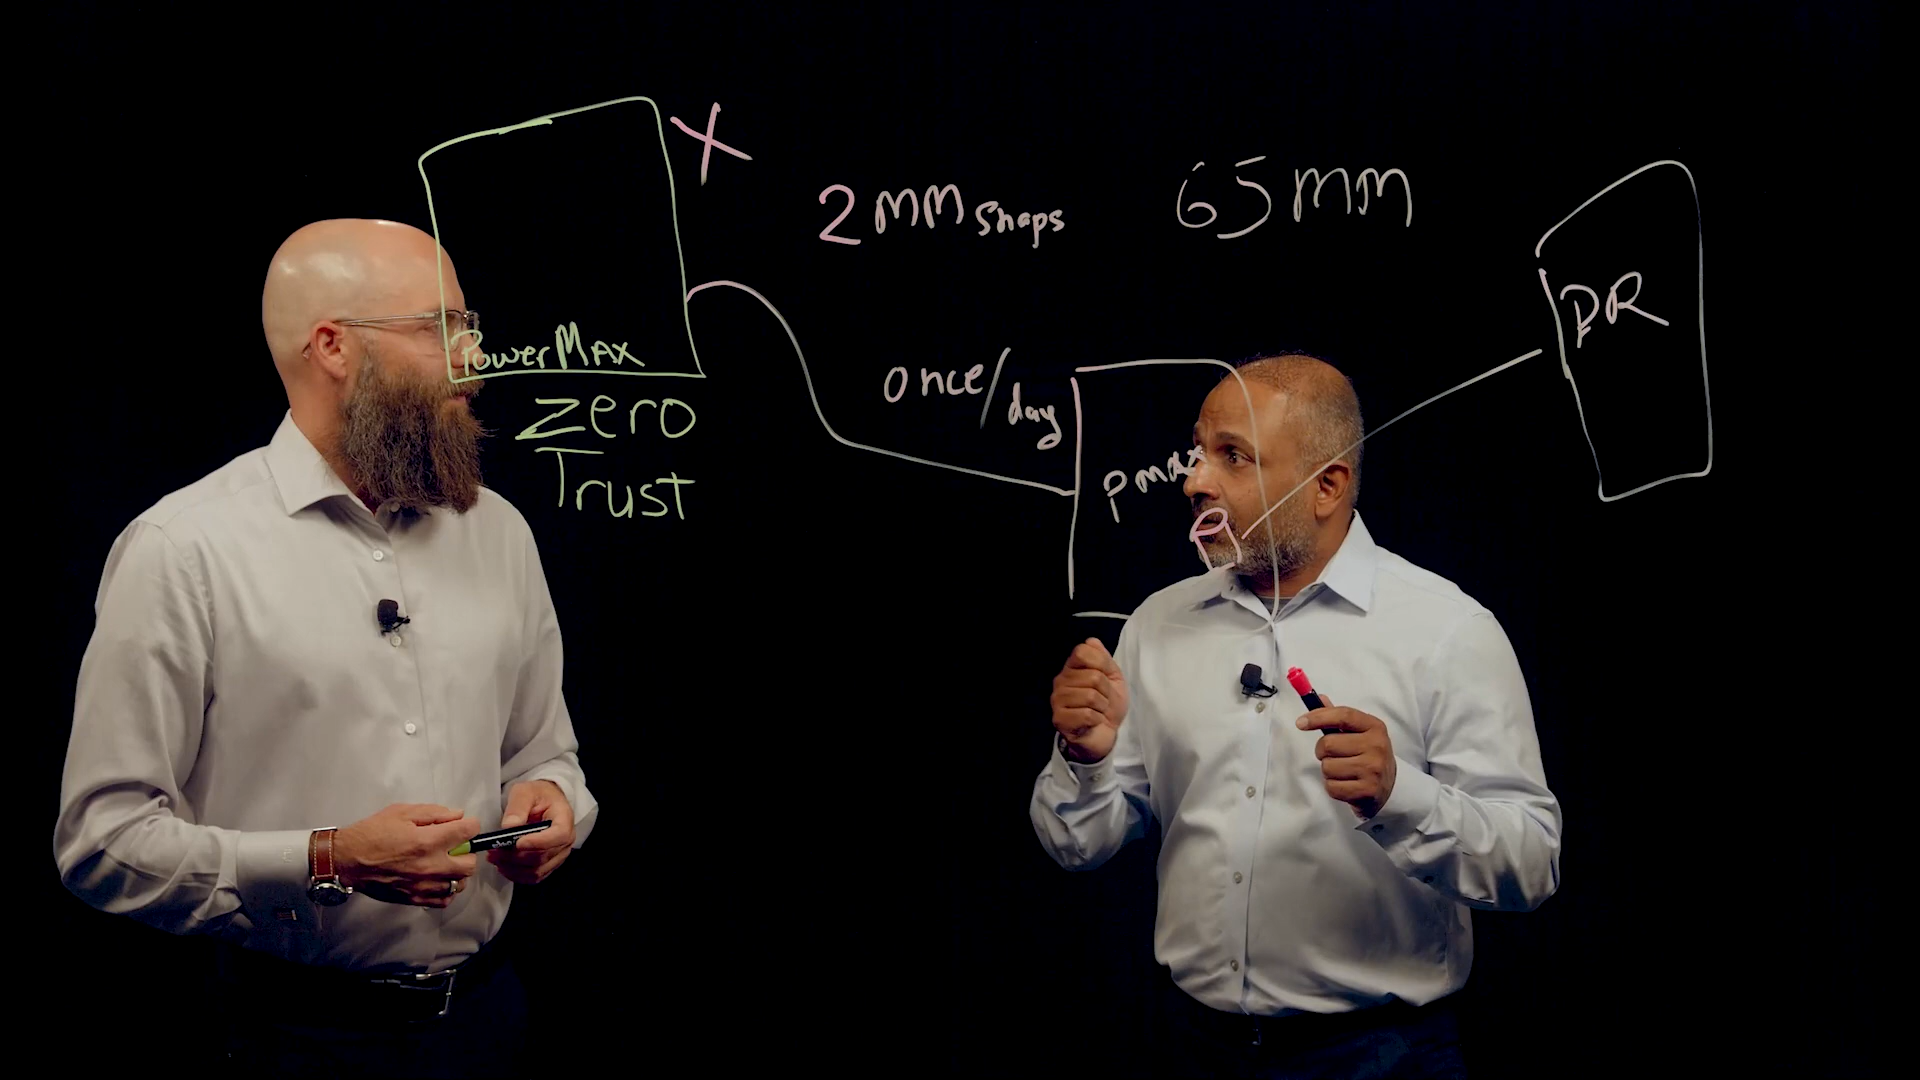 X
2MM Snaps
65MM
DR
PowerMAX
Zero
Trust
once/day
PMAX